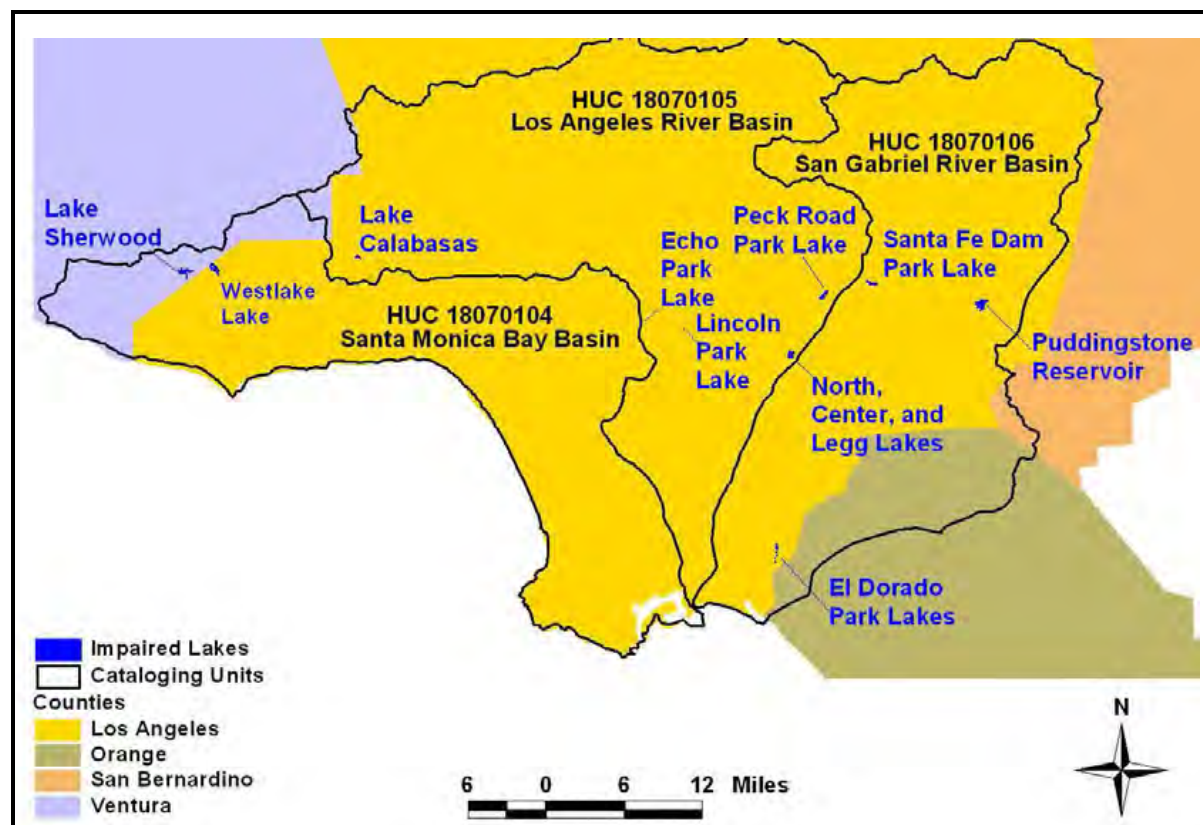 HUC 18070105
Los Angeles River Basin
HUC 18070106
San Gabriel River Basin
Lake
Sherwood
Westlake
Lake
Lake
Calabasas
HUC 18070104
Santa Monica Bay Basin
Echo
Park
Lake
Lincoln
Park
Lake
Peck Road
Park Lake
Santa Fe Dam
Park Lake
Puddingstone
Reservoir
North,
Center, and
Legg Lakes
El Dorado
Park Lakes
Impaired Lakes
Cataloging Units
Counties
Los Angeles
Orange
San Bernardino
Ventura
6 0 6 12 Miles
N